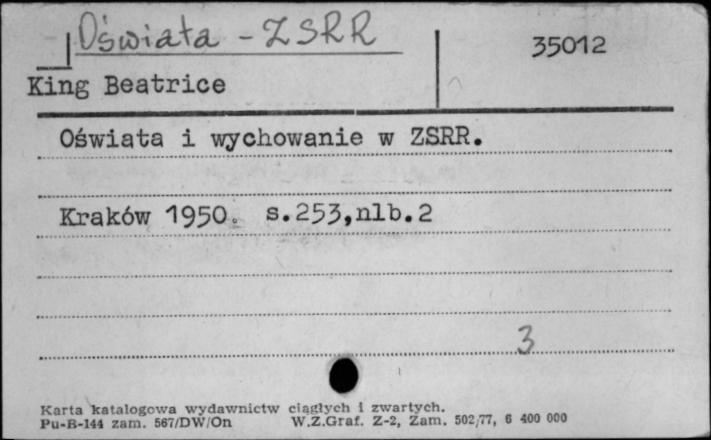 Oświata - ZSRR
35012
King Beatrice
Oświata i wychowanie w ZSRR.
Kraków 1950. s.253,nlb.2
3
Karta katalogowa wydawnictw ciągłych i zwartych.
Pu-B-144 zam. 567/DW/On W.Z.Graf. Z-2, Zam. 502/77, 6 400 000